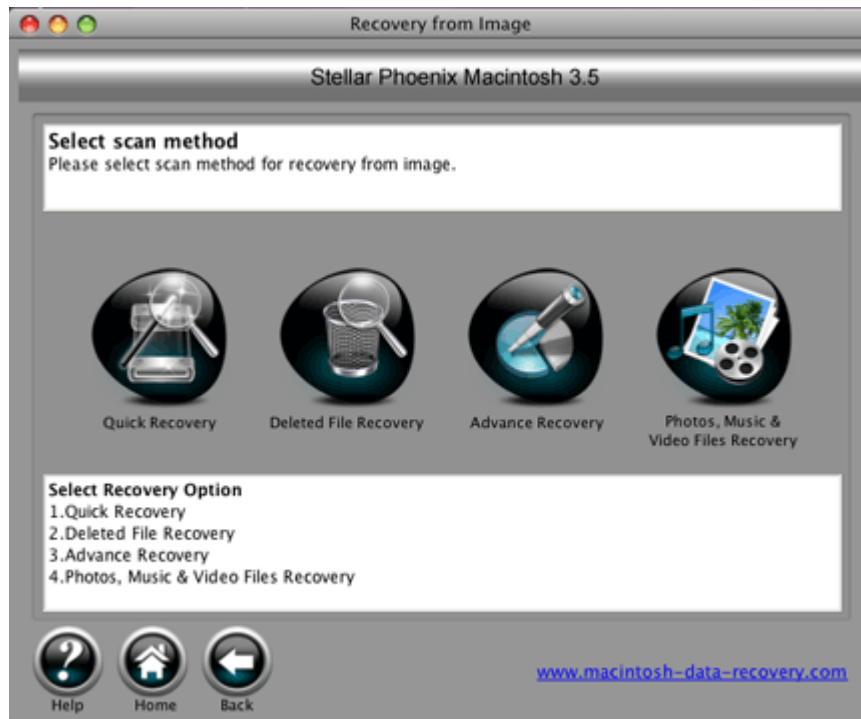 Recovery from Image
Stellar Phoenix Macintosh 3.5
Select scan method
Please select scan method for recovery from image.
Quick Recovery
Deleted File Recovery
Advance Recovery
Photos, Music &
Video Files Recovery
Select Recovery Option
1.Quick Recovery
2.Deleted File Recovery
3.Advance Recovery
4.Photos, Music & Video Files Recovery
?
Help
Home
Back
www.macintosh-data-recovery.com